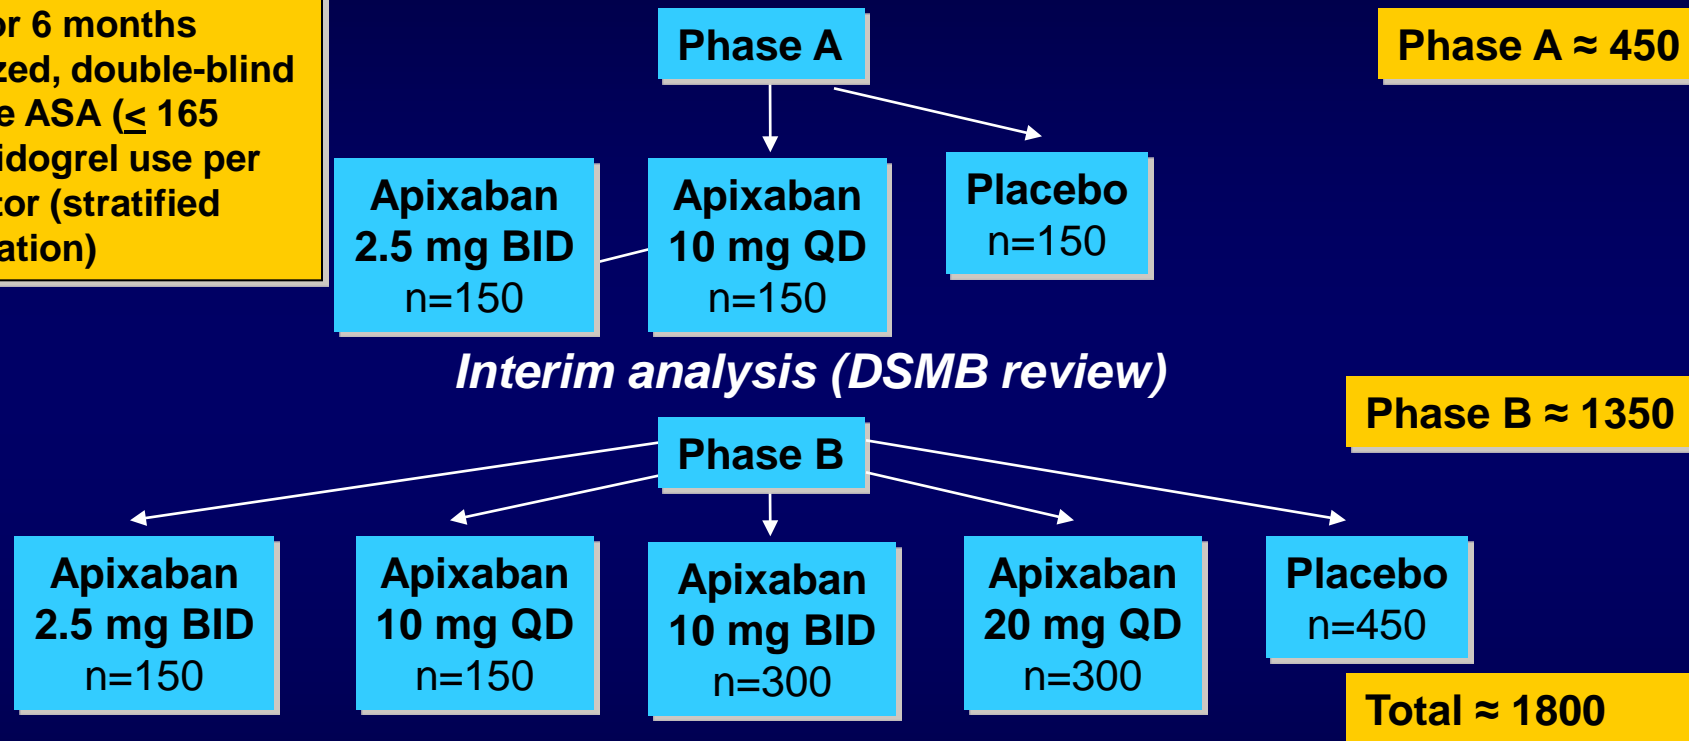 or 6 months
zed, double-blind
e ASA (≤ 165
idogrel use per
tor (stratified
ation)
Phase A
Phase A ≈ 450
Apixaban
2.5 mg BID
n=150
Apixaban
10 mg QD
n=150
Placebo
n=150
Interim analysis (DSMB review)
Phase B ≈ 1350
Phase B
Apixaban
2.5 mg BID
n=150
Apixaban
10 mg QD
n=150
Apixaban
10 mg BID
n=300
Apixaban
20 mg QD
n=300
Placebo
n=450
Total ≈ 1800